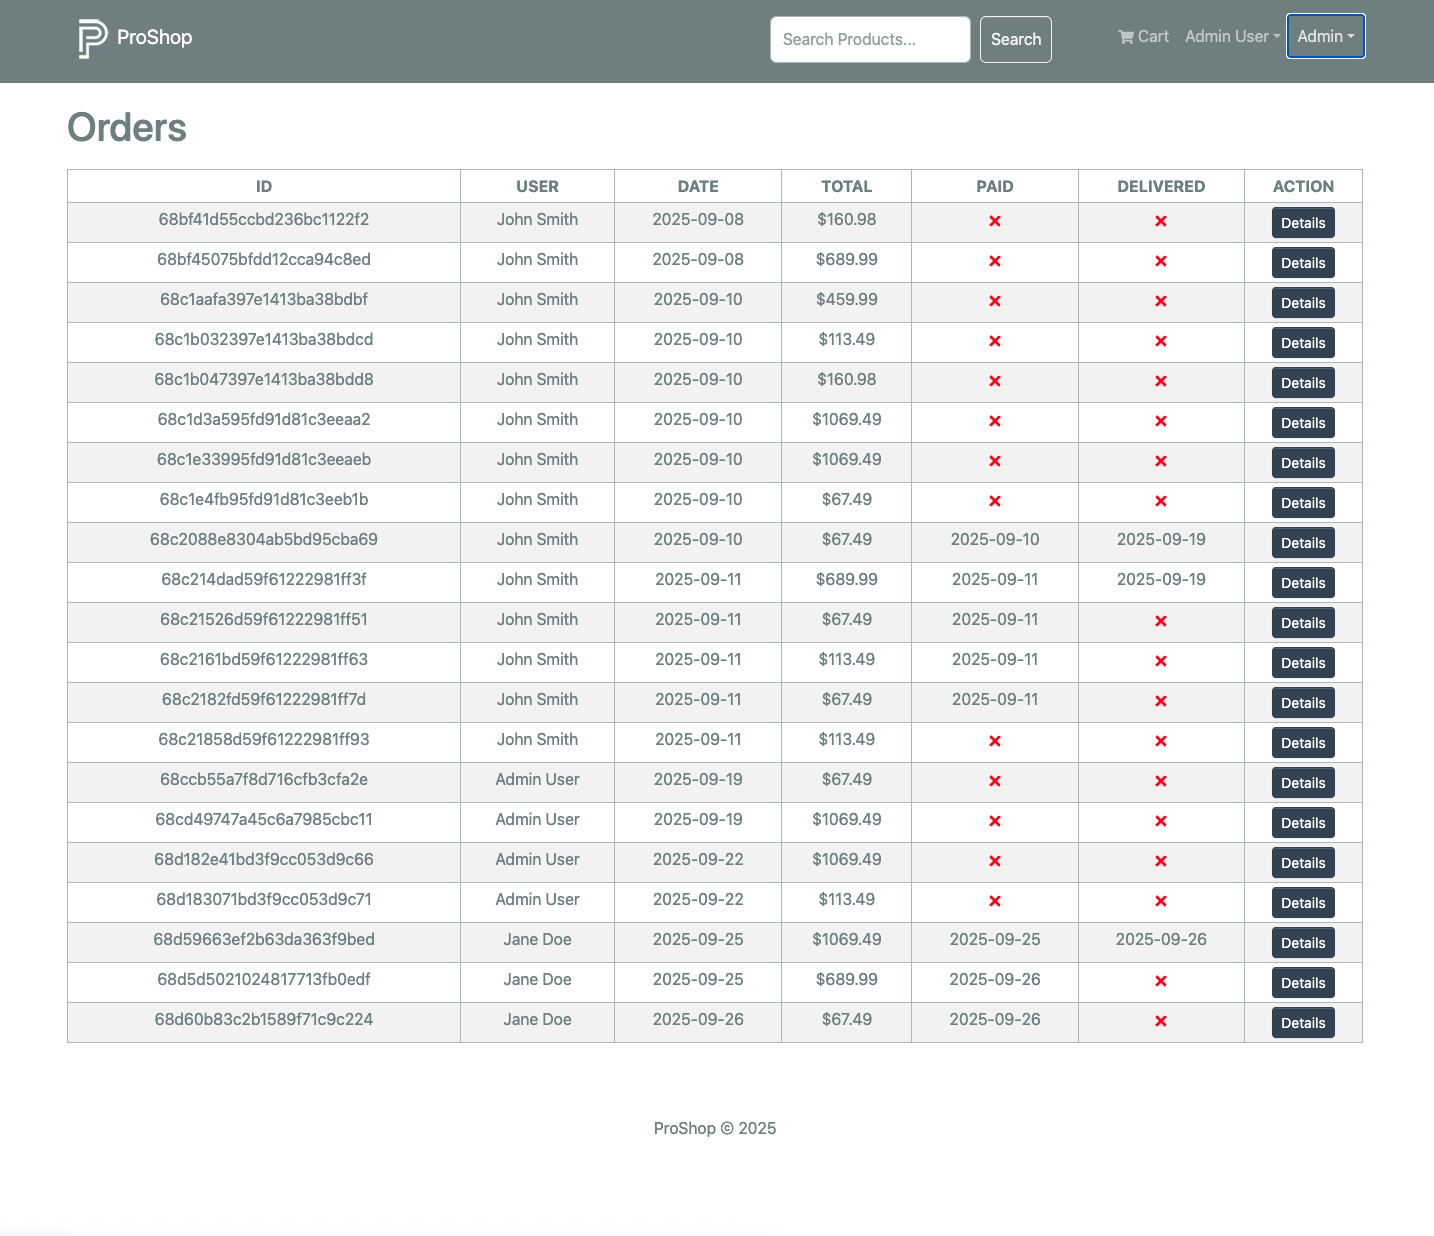 ProShop Search Products... Search Cart Admin User Admin
Orders
ID USER DATE TOTAL PAID DELIVERED ACTION
68bf41d55ccbd236bc1122f2 John Smith 2025-09-08 $160.98 Details
68bf45075bfdd12cca94c8ed John Smith 2025-09-08 $689.99 Details
68c1aafa397e1413ba38bdbf John Smith 2025-09-10 $459.99 Details
68c1b032397e1413ba38bdcd John Smith 2025-09-10 $113.49 Details
68c1b047397e1413ba38bdd8 John Smith 2025-09-10 $160.98 Details
68c1d3a595fd91d81c3eeaa2 John Smith 2025-09-10 $1069.49 Details
68c1e33995fd91d81c3eeaeb John Smith 2025-09-10 $1069.49 Details
68c1e4fb95fd91d81c3eeb1b John Smith 2025-09-10 $67.49 Details
68c2088e8304ab5bd95cba69 John Smith 2025-09-10 $67.49 2025-09-10 2025-09-19 Details
68c214dad59f61222981ff3f John Smith 2025-09-11 $689.99 2025-09-11 2025-09-19 Details
68c21526d59f61222981ff51 John Smith 2025-09-11 $67.49 2025-09-11 Details
68c2161bd59f61222981ff63 John Smith 2025-09-11 $113.49 2025-09-11 Details
68c2182fd59f61222981ff7d John Smith 2025-09-11 $67.49 2025-09-11 Details
68c21858d59f61222981ff93 John Smith 2025-09-11 $113.49 Details
68ccb55a7f8d716cfb3cfa2e Admin User 2025-09-19 $67.49 Details
68cd49747a45c6a7985cbc11 Admin User 2025-09-19 $1069.49 Details
68d182e41bd3f9cc053d9c66 Admin User 2025-09-22 $1069.49 Details
68d183071bd3f9cc053d9c71 Admin User 2025-09-22 $113.49 Details
68d59663ef2b63da363f9bed Jane Doe 2025-09-25 $1069.49 2025-09-25 2025-09-26 Details
68d5d5021024817713fb0edf Jane Doe 2025-09-25 $689.99 2025-09-26 Details
68d60b83c2b1589f71c9c224 Jane Doe 2025-09-26 $67.49 2025-09-26 Details
ProShop © 2025